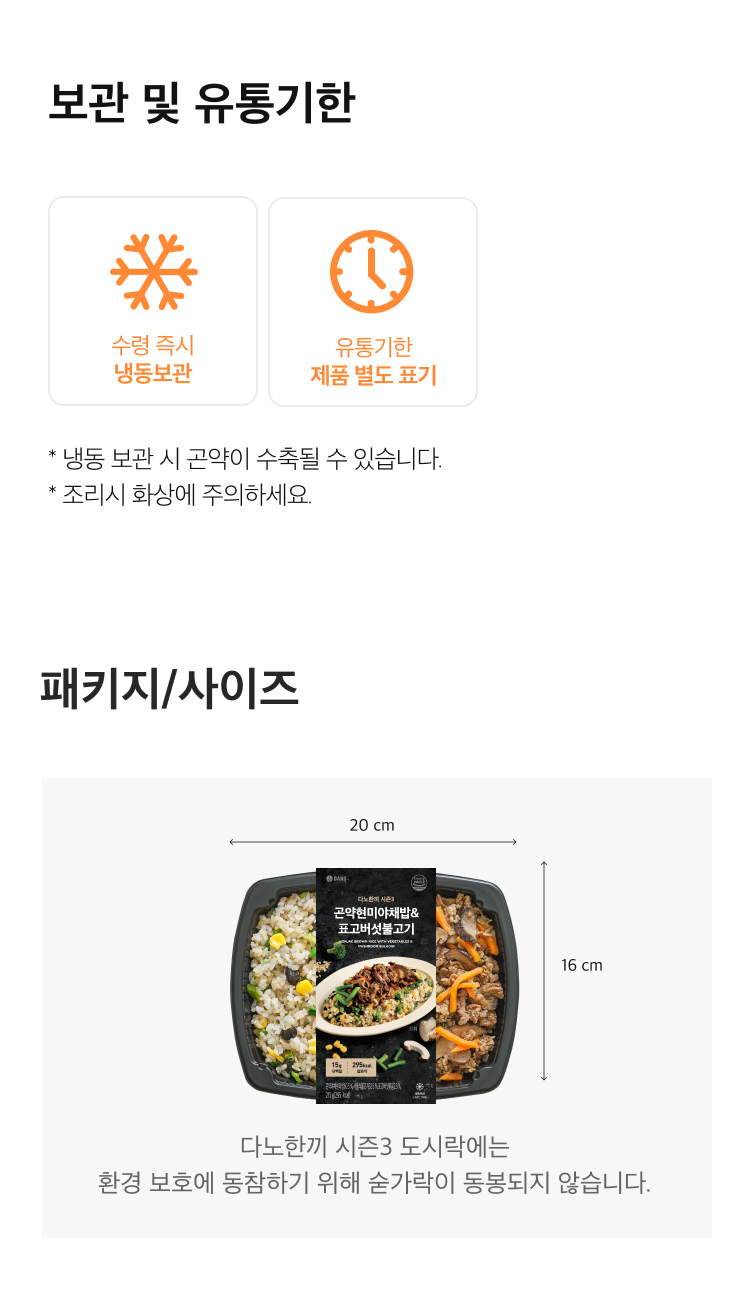 보관 및 유통기한
수령 즉시
냉동보관
유통기한
제품 별도 표기
* 냉동 보관 시 곤약이 수축될 수 있습니다.
* 조리시 화상에 주의하세요.
패키지/사이즈
20 cm
16 cm
DANO
다노한끼 시즌3
곤약현미야채밥&
표고버섯불고기
KONJAC BROWN RICE WITH VEGETABLES &
MUSHROOM BULGOGI
15g
단백질
295kcal
칼로리
다노한끼 시즌3 도시락에는
환경 보호에 동참하기 위해 숟가락이 동봉되지 않습니다.